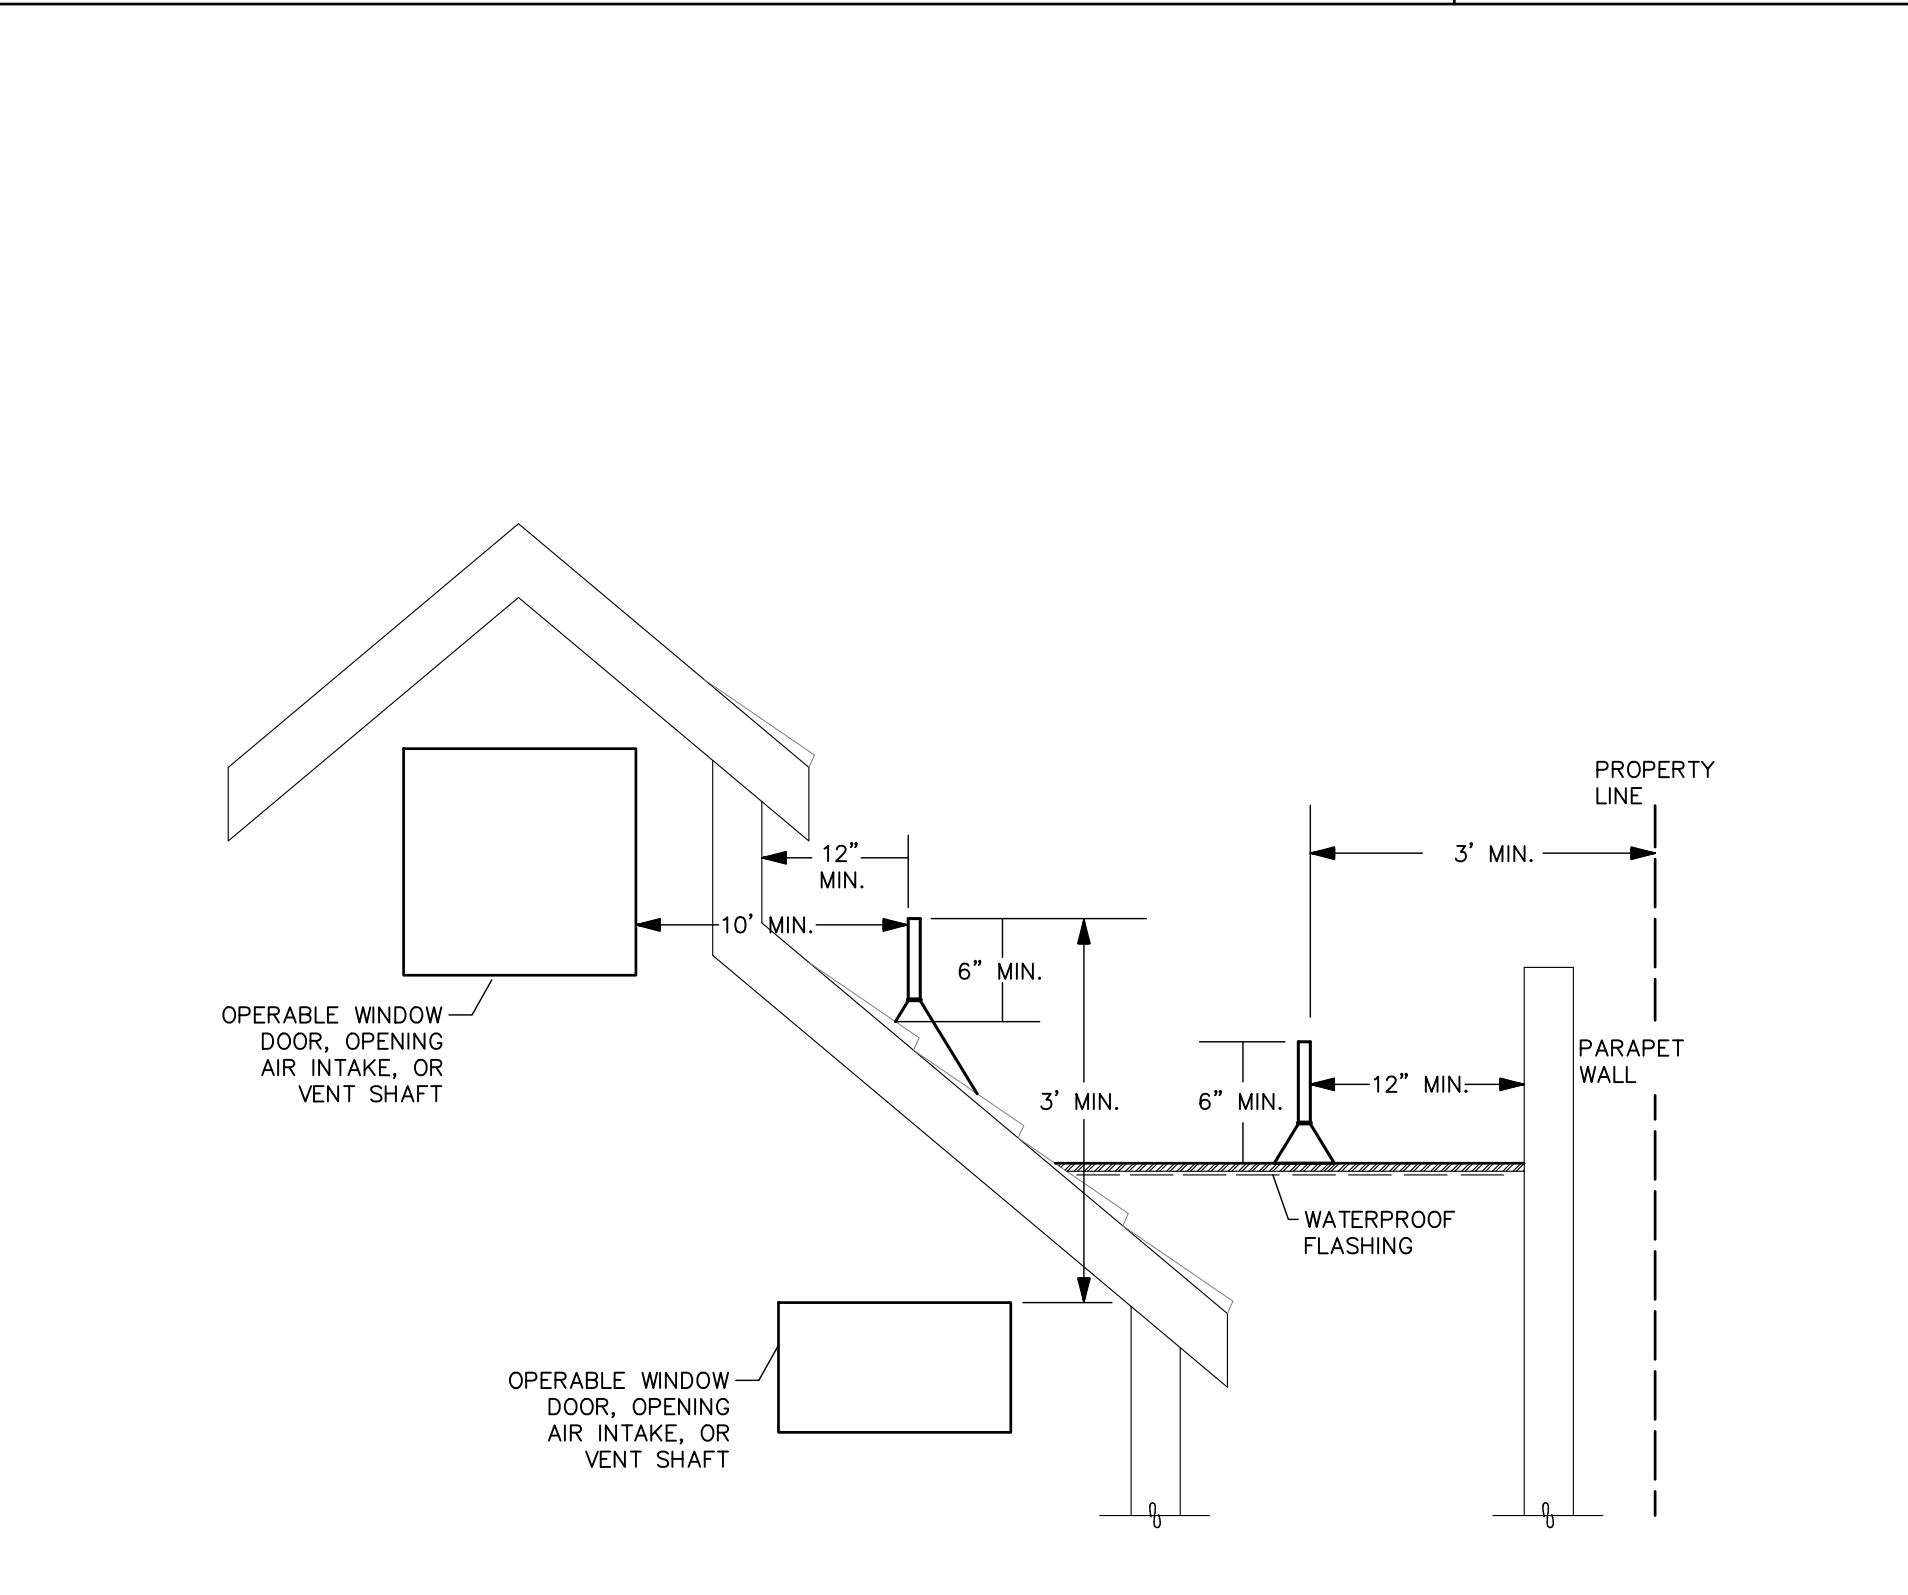 PROPERTY
LINE
12”
MIN.
3’ MIN.
10’ MIN.
6” MIN.
OPERABLE WINDOW
DOOR, OPENING
AIR INTAKE, OR
VENT SHAFT
PARAPET
WALL
12” MIN.
3’ MIN.
6” MIN.
WATERPROOF
FLASHING
OPERABLE WINDOW
DOOR, OPENING
AIR INTAKE, OR
VENT SHAFT